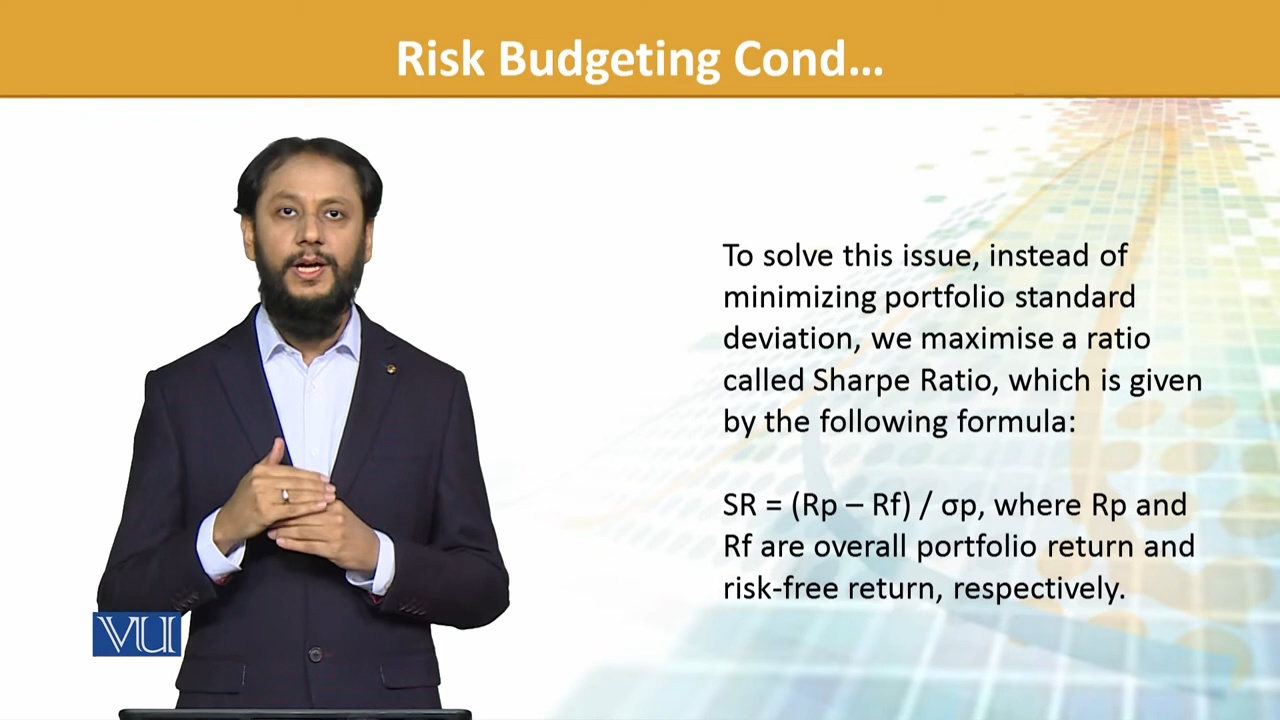 Risk Budgeting Cond...
To solve this issue, instead of
minimizing portfolio standard
deviation, we maximise a ratio
called Sharpe Ratio, which is given
by the following formula:
SR = (Rp – Rf) / σp, where Rp and
Rf are overall portfolio return and
risk-free return, respectively.
VU